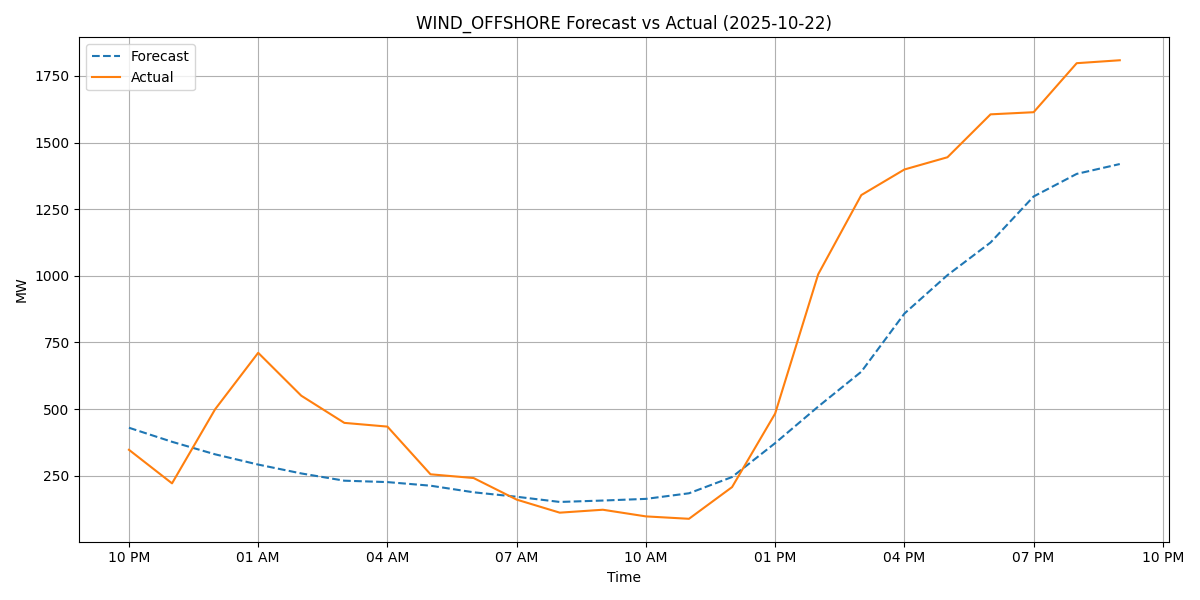 WIND_OFFSHORE Forecast vs Actual (2025-10-22)
Forecast
Actual
1750
1500
1250
1000
750
500
250
MW
10 PM 01 AM 04 AM 07 AM 10 AM 01 PM 04 PM 07 PM 10 PM
Time